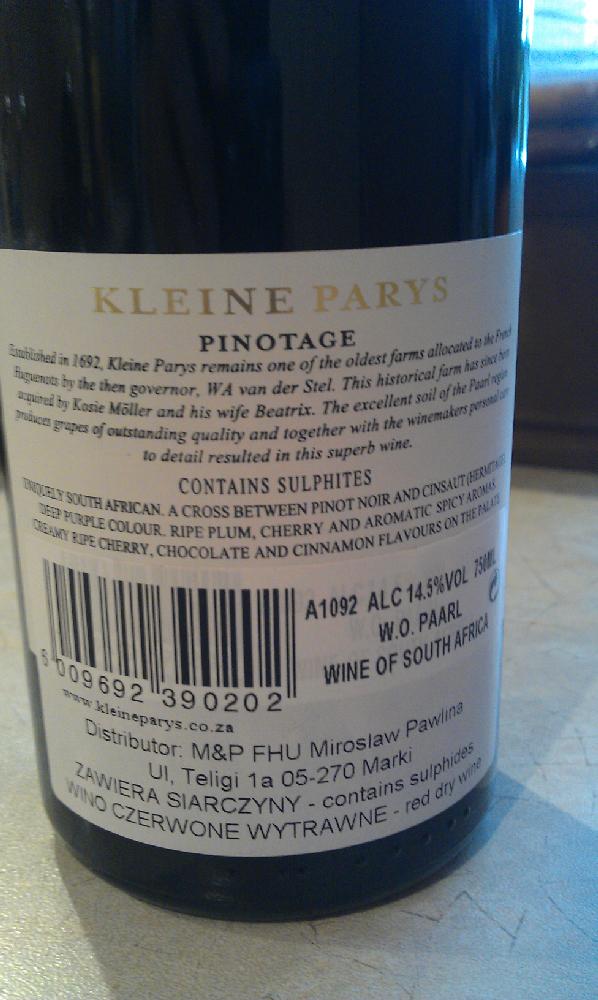 KLEINE PARYS
PINOTAGE
Established in 1692, Kleine Parys remains one of the oldest farms allocated to the French
Huguenots by the then governor, WA van der Stel. This historical farm has since been
acquired by Kosie Möller and his wife Beatrix. The excellent soil of the Paarl region
produces grapes of outstanding quality and together with the winemakers personal
to detail resulted in this superb wine.
CONTAINS SULPHITES
UNIQUELY SOUTH AFRICAN. A CROSS BETWEEN PINOT NOIR AND CINSAUT (HERMITAGE).
DEEP PURPLE COLOUR. RIPE PLUM, CHERRY AND AROMATIC SPICY AROMAS.
CREAMY RIPE CHERRY, CHOCOLATE AND CINNAMON FLAVOURS ON THE PALATE.
A1092 ALC 14.5%VOL 750ML
W.O. PAARL
WINE OF SOUTH AFRICA
6 009692 390202
www.kleineparys.co.za
Distributor: M&P FHU Miroslaw Pawlina
Ul, Teligi 1a 05-270 Marki
ZAWIERA SIARCZYNY - contains sulphides
WINO CZERWONE WYTRAWNE - red dry wine